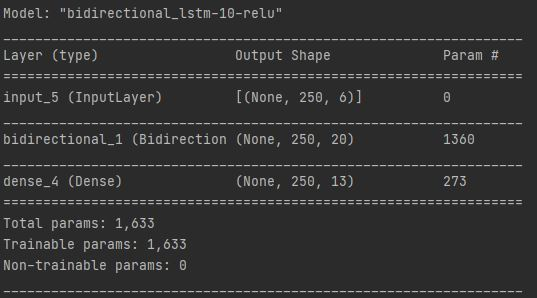 Model: "bidirectional_lstm-10-relu"
_________________________________________________________________
Layer (type)                 Output Shape              Param #
=================================================================
input_5 (InputLayer)         [(None, 250, 6)]          0
_________________________________________________________________
bidirectional_1 (Bidirection (None, 250, 20)           1360
_________________________________________________________________
dense_4 (Dense)              (None, 250, 13)           273
=================================================================
Total params: 1,633
Trainable params: 1,633
Non-trainable params: 0
_________________________________________________________________